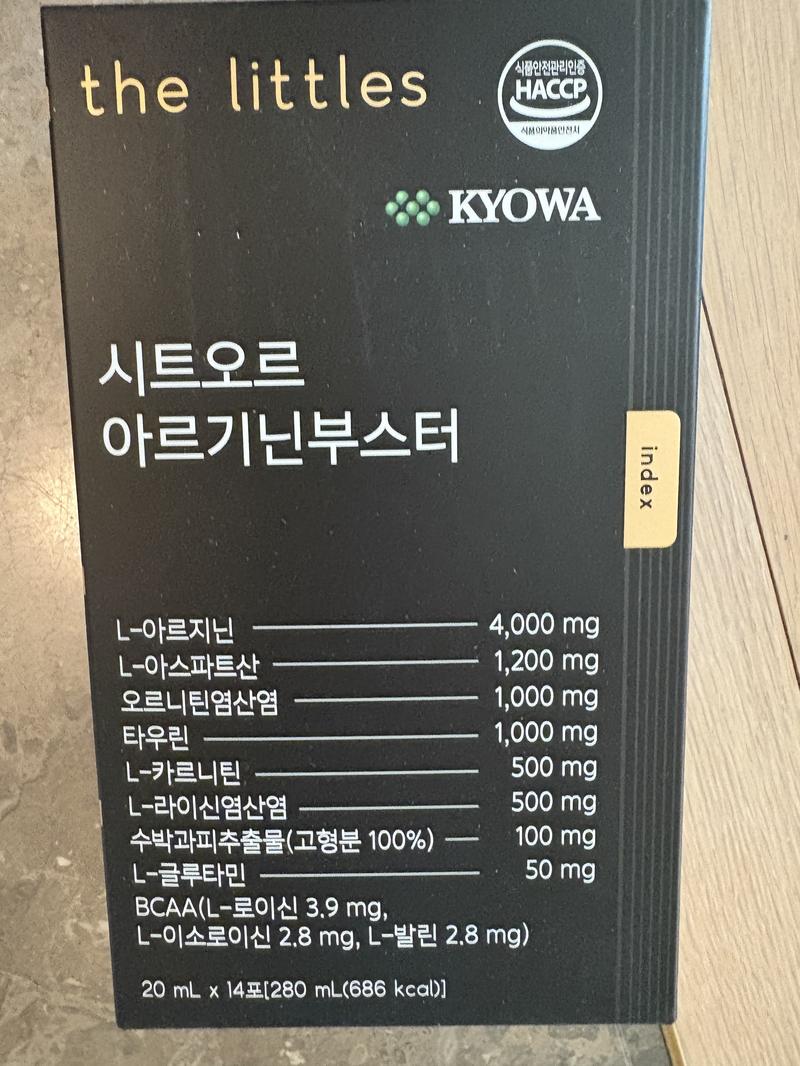 the littles
식품안전관리인증
HACCP
식품의약품안전처
KYOWA
시트오르
아르기닌부스터
index
L-아르지닌 4,000 mg
L-아스파트산 1,200 mg
오르니틴염산염 1,000 mg
타우린 1,000 mg
L-카르니틴 500 mg
L-라이신염산염 500 mg
수박과피추출물(고형분 100%) 100 mg
L-글루타민 50 mg
BCAA(L-로이신 3.9 mg,
L-이소로이신 2.8 mg, L-발린 2.8 mg)
20 mL x 14포[280 mL(686 kcal)]